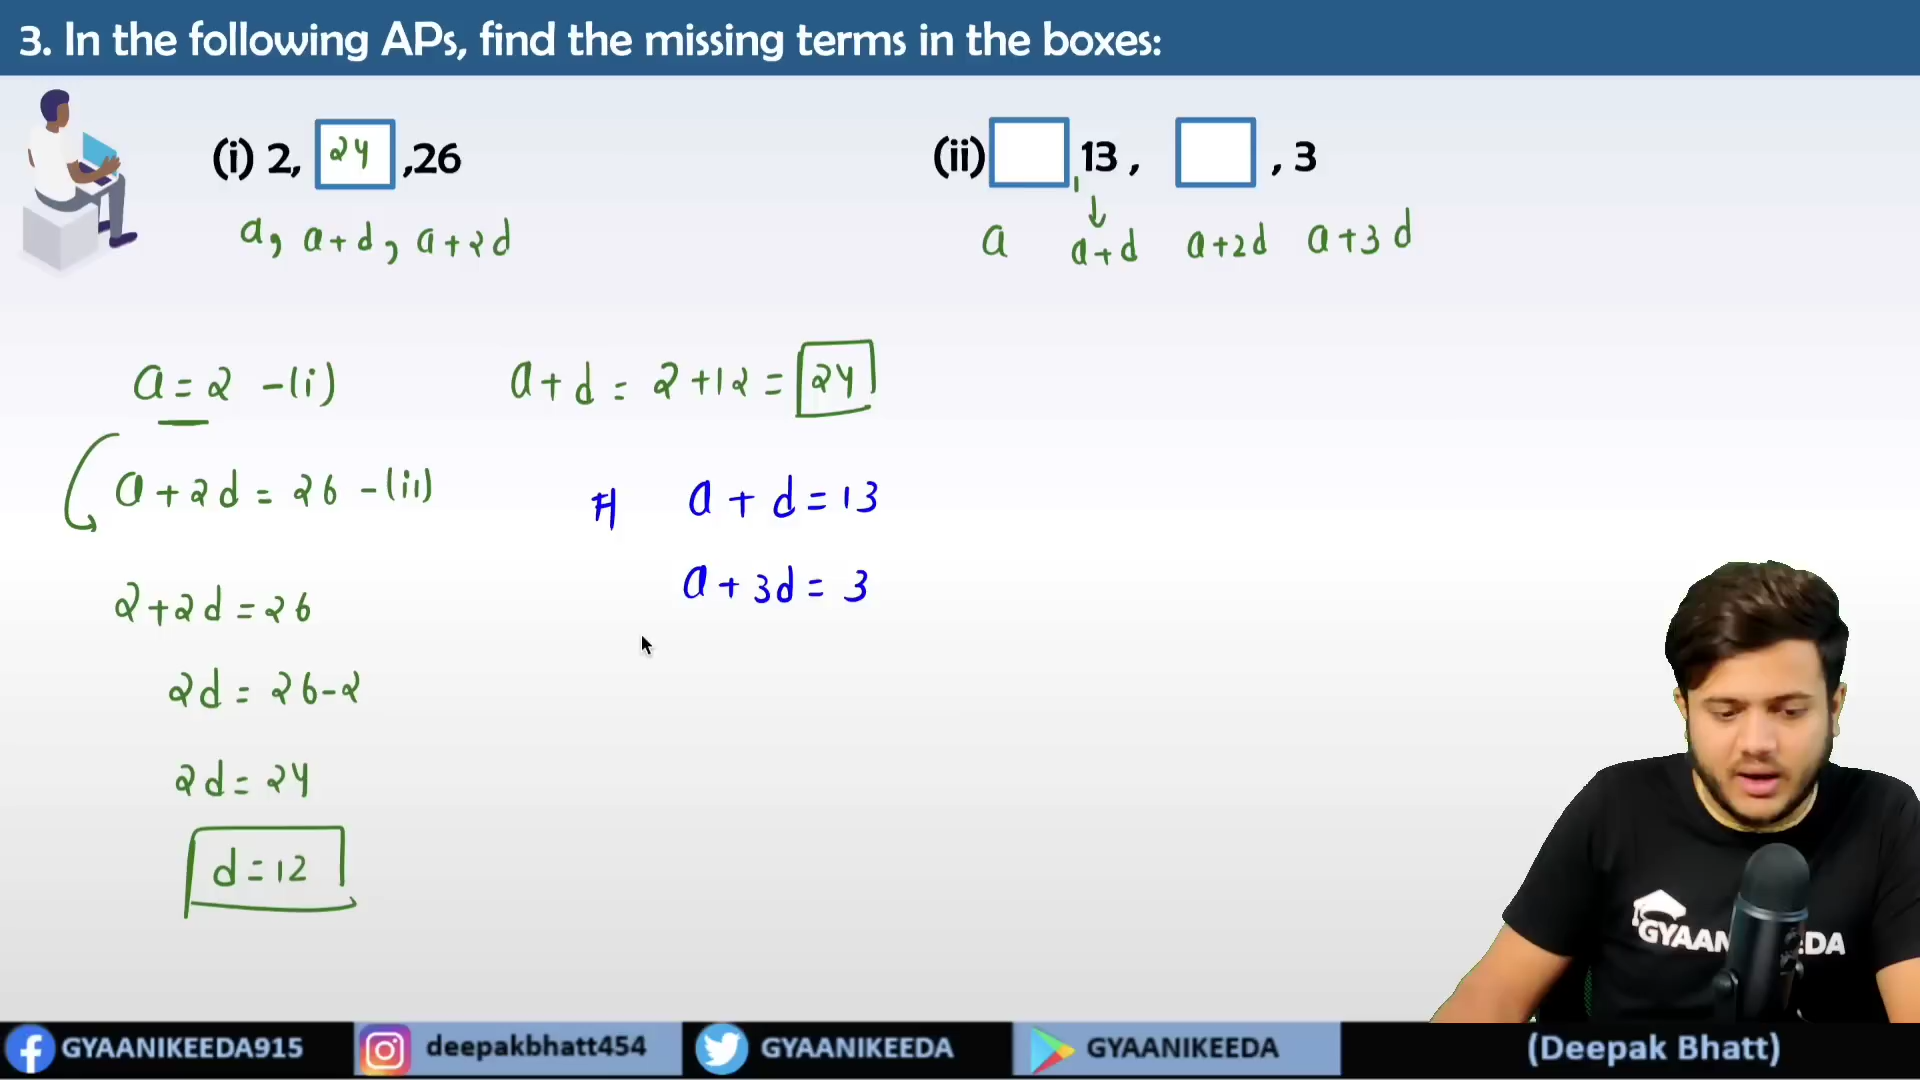 3. In the following APs, find the missing terms in the boxes:
(i) 2, 24 ,26
a, a+d, a+2d
(ii) 13 , , 3
a a+d a+2d a+3d
a=2 -(i)
a+2d=26 -(ii)
2+2d=26
2d=26-2
2d=24
d=12
a+d=2+12=24
# a+d=13
a+3d=3
GYAAN EDA
GYAANIKEEDA915
deepakbhatt454
GYAANIKEEDA
GYAANIKEEDA
(Deepak Bhatt)